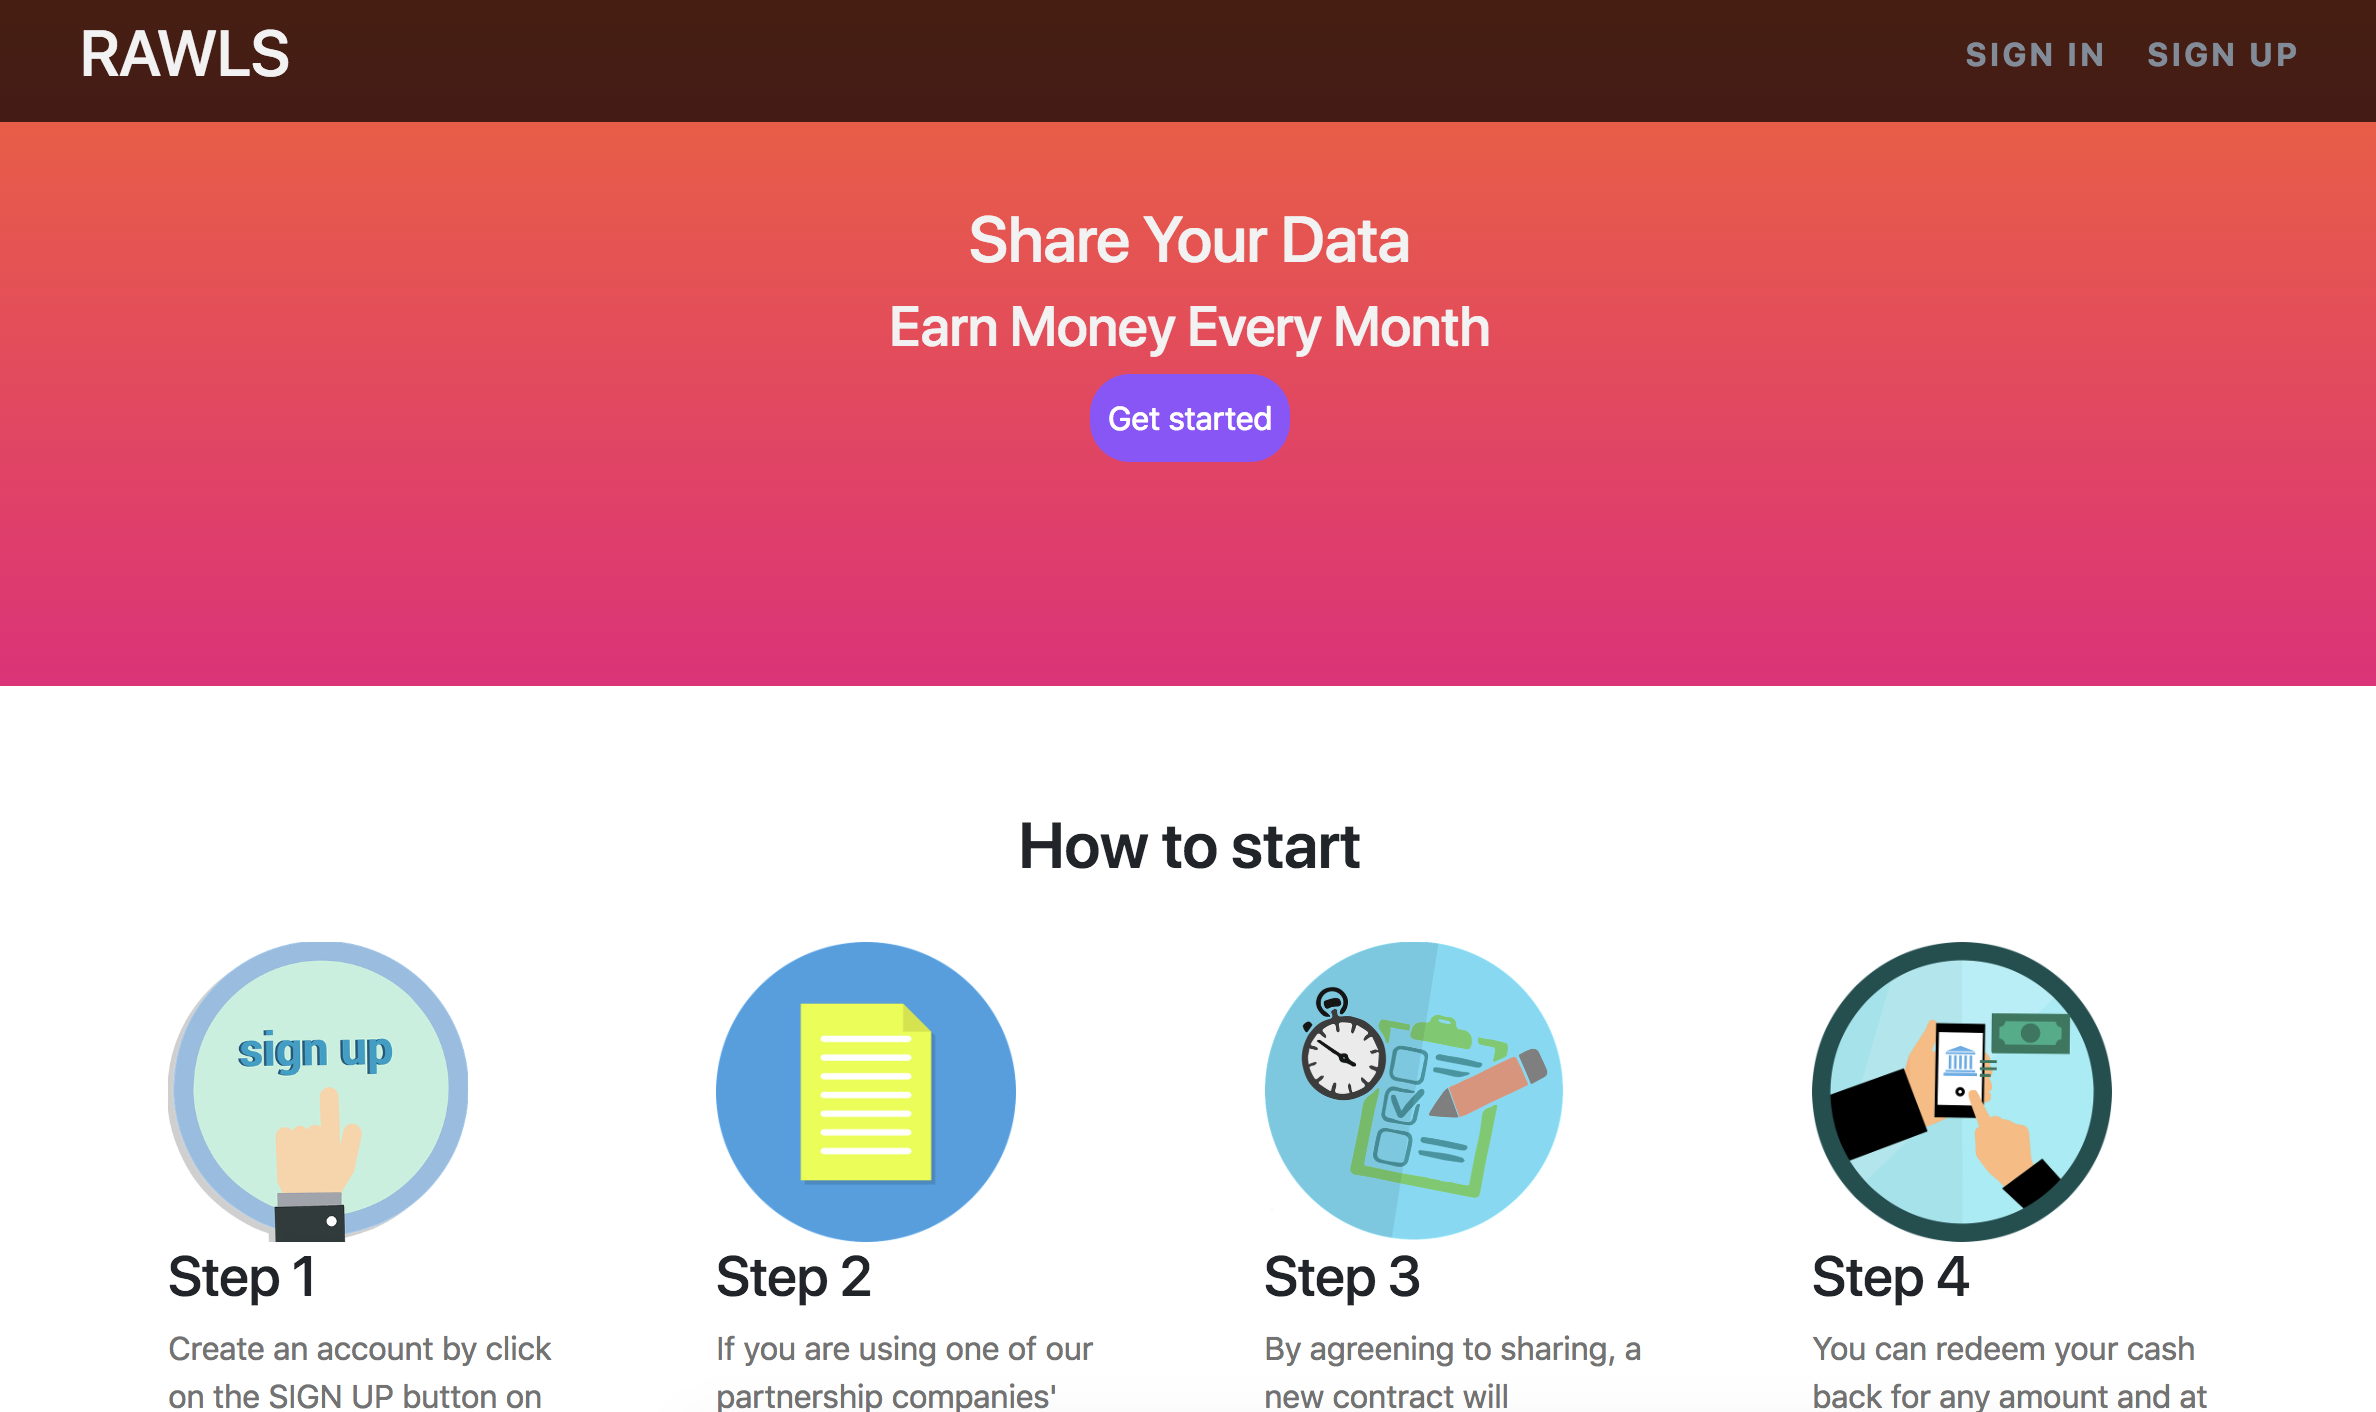 RAWLS
SIGN IN SIGN UP
Share Your Data
Earn Money Every Month
Get started
How to start
sign up
Step 1
Create an account by click
on the SIGN UP button on
Step 2
If you are using one of our
partnership companies'
Step 3
By agreening to sharing, a
new contract will
Step 4
You can redeem your cash
back for any amount and at